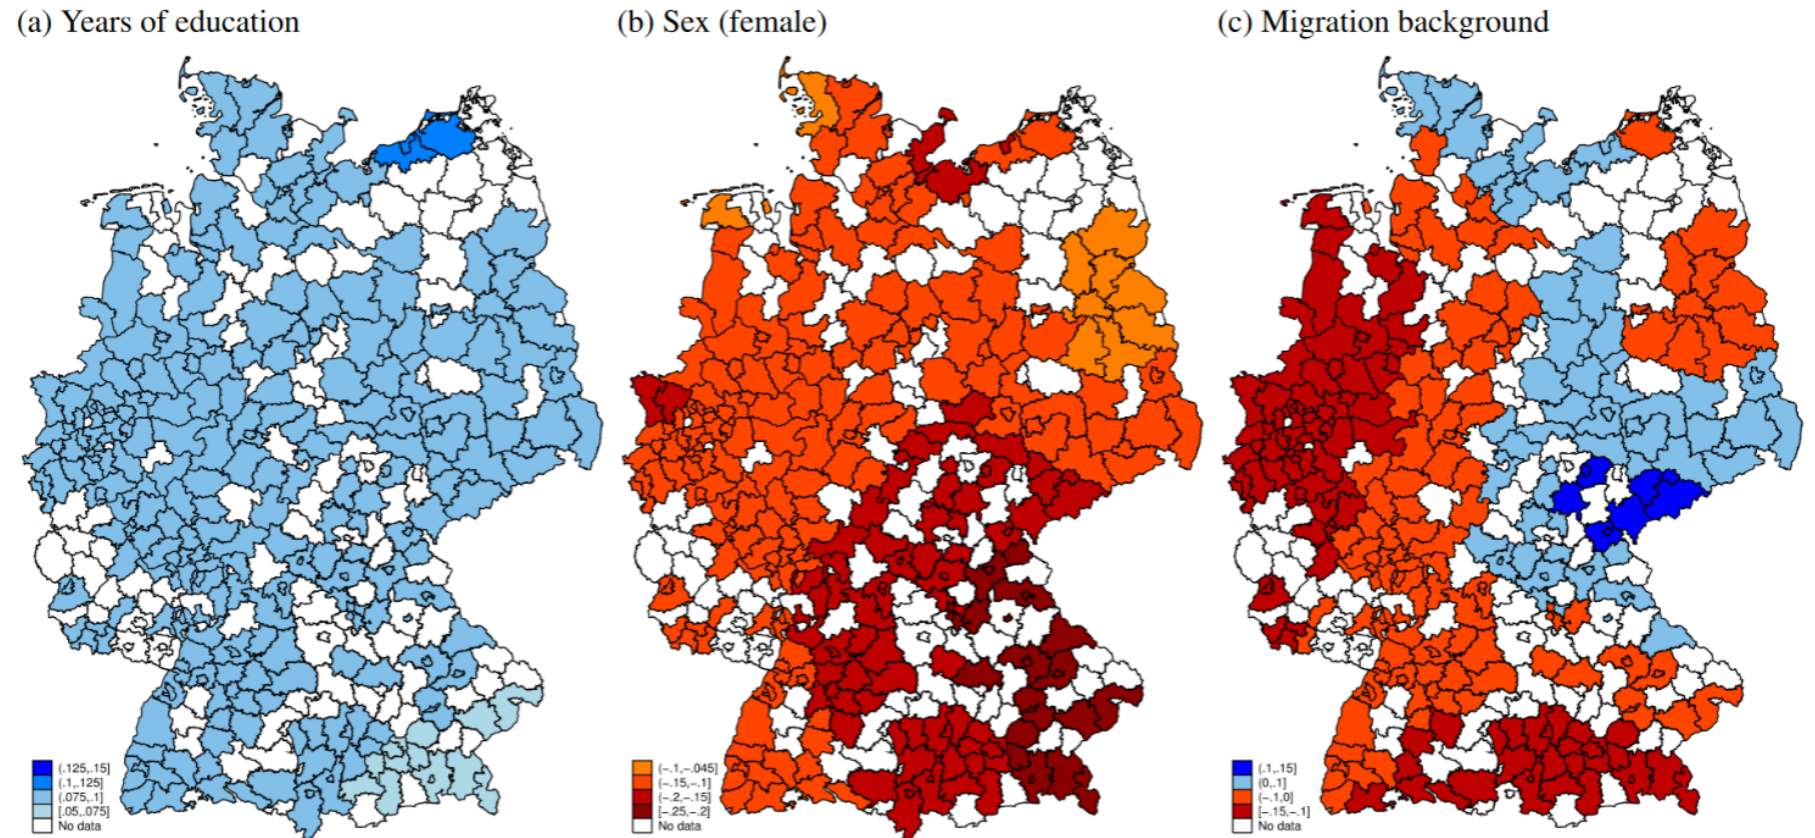 (a) Years of education
(b) Sex (female)
(c) Migration background
(.125,.15]
(.1,.125]
(.075,.1]
[.05,.075]
No data
(−.1,−.045]
(−.15,−.1]
(−.2,−.15]
[−.25,−.2]
No data
(.1,.15]
(0,.1]
(−.1,0]
[−.15,−.1]
No data